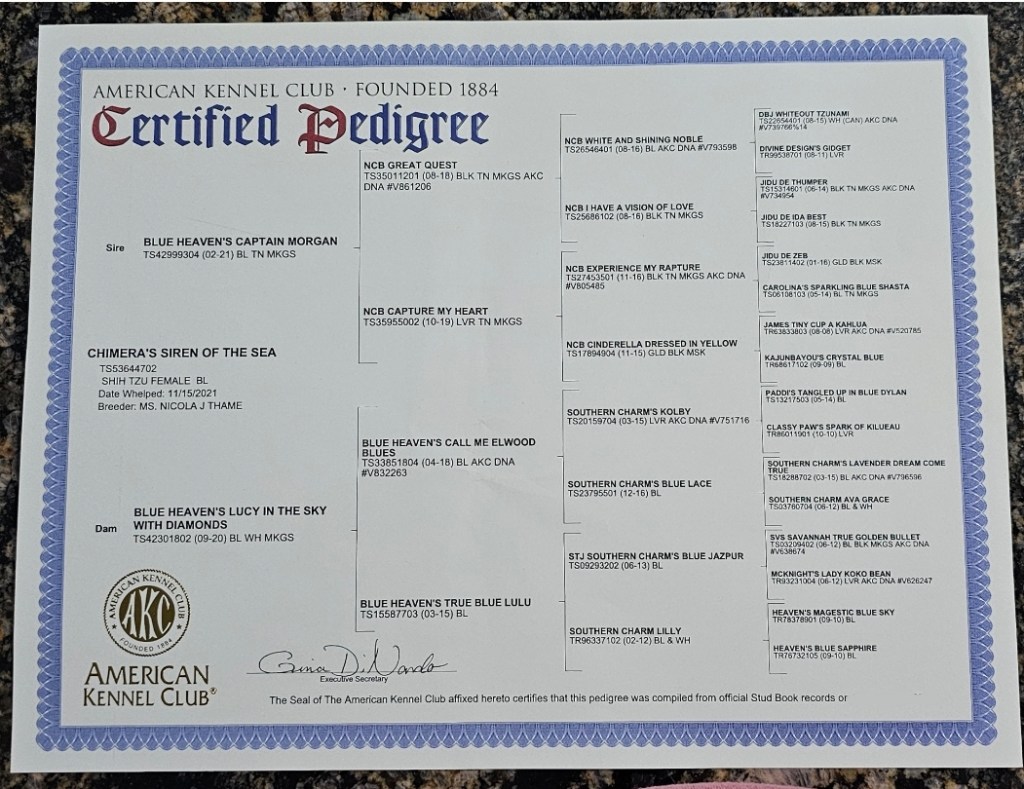 AMERICAN KENNEL CLUB · FOUNDED 1884
Certified Pedigree
Sire
BLUE HEAVEN'S CAPTAIN MORGAN
TS42999304 (02-21) BL TN MKGS
CHIMERA'S SIREN OF THE SEA
TS53644702
SHIH TZU FEMALE BL
Date Whelped: 11/15/2021
Breeder: MS. NICOLA J THAME
Dam
BLUE HEAVEN'S LUCY IN THE SKY
WITH DIAMONDS
TS42301802 (09-20) BL WH MKGS
NCB GREAT QUEST
TS35011201 (08-18) BLK TN MKGS AKC
DNA #V861206
NCB CAPTURE MY HEART
TS35955002 (10-19) LVR TN MKGS
BLUE HEAVEN'S CALL ME ELWOOD
BLUES
TS33851804 (04-18) BL AKC DNA
#V832263
BLUE HEAVEN'S TRUE BLUE LULU
TS15587703 (03-15) BL
NCB WHITE AND SHINING NOBLE
TS26546401 (08-16) BL AKC DNA #V793598
NCB I HAVE A VISION OF LOVE
TS25686102 (08-16) BLK TN MKGS
NCB EXPERIENCE MY RAPTURE
TS27453501 (11-16) BLK TN MKGS AKC DNA
#V805485
NCB CINDERELLA DRESSED IN YELLOW
TS17894904 (11-15) GLD BLK MSK
SOUTHERN CHARM'S KOLBY
TS20159704 (03-15) LVR AKC DNA #V751716
SOUTHERN CHARM'S BLUE LACE
TS23795501 (12-16) BL
STJ SOUTHERN CHARM'S BLUE JAZPUR
TS09293202 (06-13) BL
SOUTHERN CHARM LILLY
TR96337102 (02-12) BL & WH
DBJ WHITEOUT TZUNAMI
TS22654401 (08-15) WH (CAN) AKC DNA
#V739766%14
DIVINE DESIGN'S GIDGET
TR99538701 (08-11) LVR
JIDU DE THUMPER
TS15314601 (06-14) BLK TN MKGS AKC DNA
#V734954
JIDU DE IDA BEST
TS18227103 (08-15) BLK TN MKGS
JIDU DE ZEB
TS23811402 (01-16) GLD BLK MSK
CAROLINA'S SPARKLING BLUE SHASTA
TS06108103 (05-14) BL TN MKGS
JAMES TINY CUP A KAHLUA
TR63833803 (08-08) LVR AKC DNA #V520785
KAJUNBAYOU'S CRYSTAL BLUE
TR68617102 (09-09) BL
PADDI'S TANGLED UP IN BLUE DYLAN
TS13217503 (05-14) BL
CLASSY PAW'S SPARK OF KILUEAU
TR86011901 (10-10) LVR
SOUTHERN CHARM'S LAVENDER DREAM COME
TRUE
TS18288702 (03-15) BL AKC DNA #V796596
SOUTHERN CHARM AVA GRACE
TS03760704 (06-12) BL & WH
SVS SAVANNAH TRUE GOLDEN BULLET
TS03209402 (06-12) BL BLK MKGS AKC DNA
#V638674
MCKNIGHT'S LADY KOKO BEAN
TR93231004 (06-12) LVR AKC DNA #V626247
HEAVEN'S MAGESTIC BLUE SKY
TR78378901 (09-10) BL
HEAVEN'S BLUE SAPPHIRE
TR76732105 (09-10) BL
AMERICAN KENNEL CLUB
AKC
FOUNDED 1884
AMERICAN
KENNEL CLUB®
Gina DiNardo
Executive Secretary
The Seal of The American Kennel Club affixed hereto certifies that this pedigree was compiled from official Stud Book records or